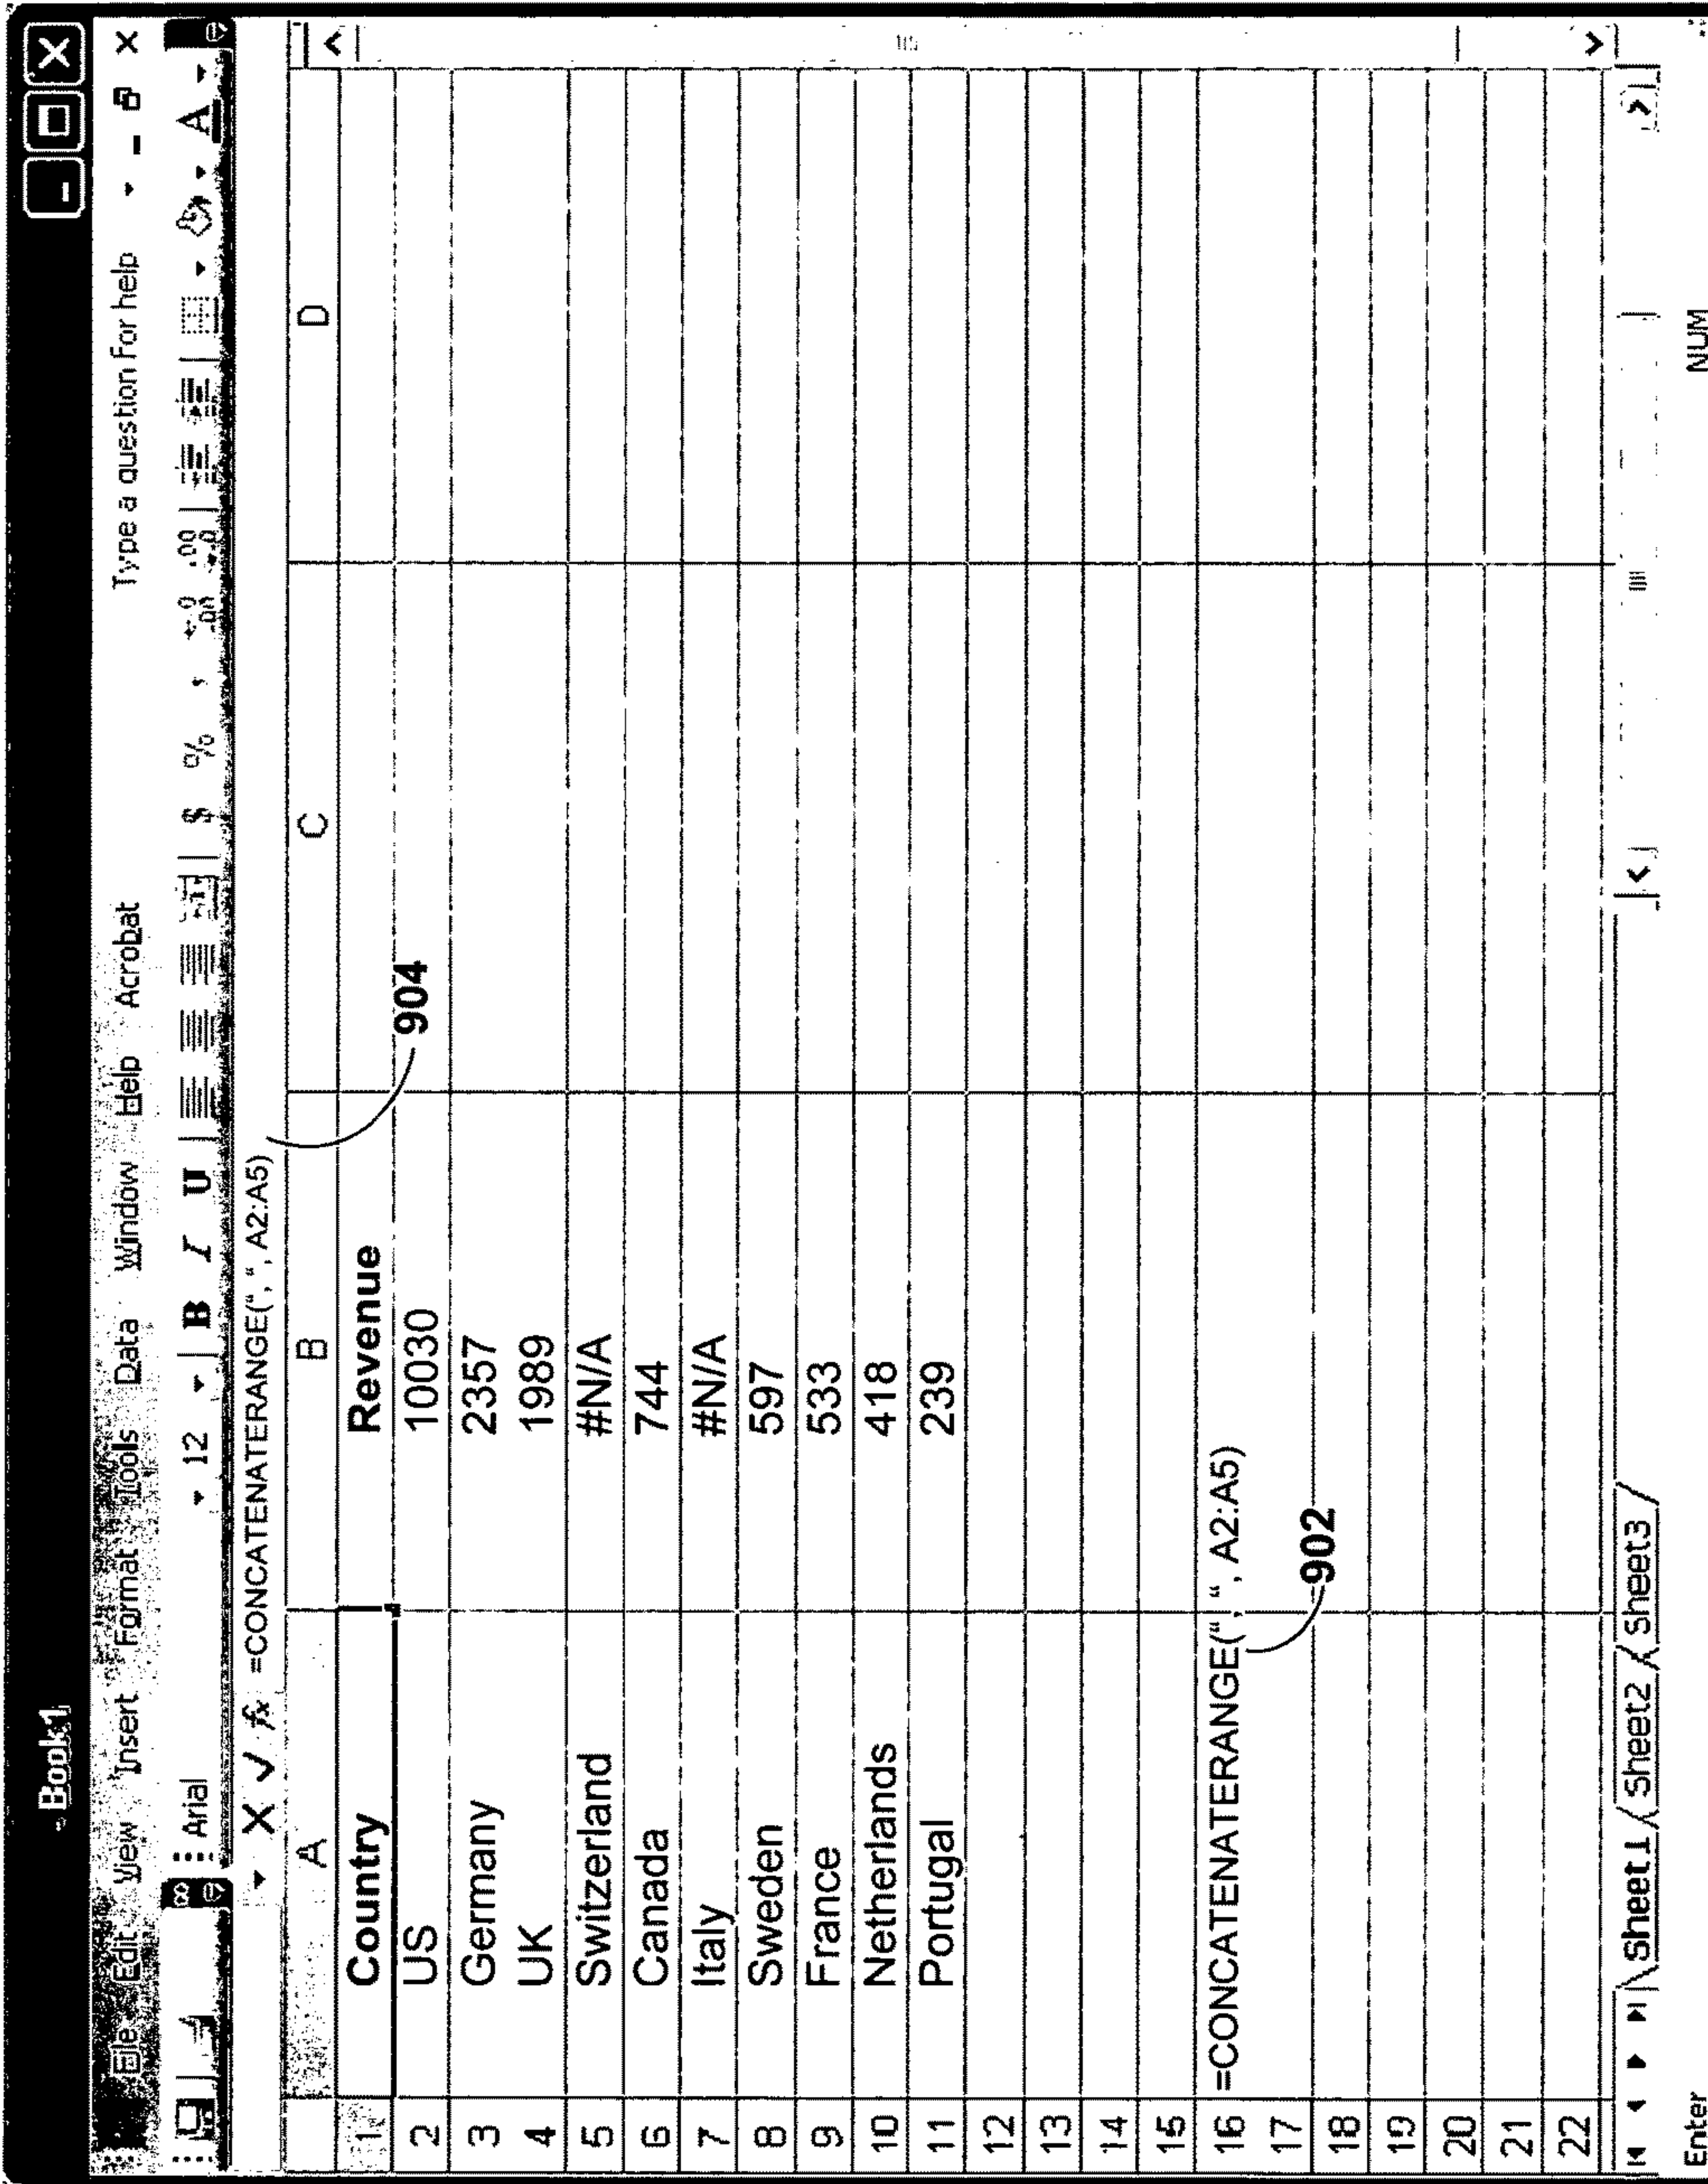 - Book1
File Edit View Insert Format Tools Data Window Help Acrobat Type a question for help
Arial 12 B I U $ % , .00 A
=CONCATENATERANGE(“, “, A2:A5)
904
A B C D
1 Country Revenue
2 US 10030
3 Germany 2357
4 UK 1989
5 Switzerland #N/A
6 Canada 744
7 Italy #N/A
8 Sweden 597
9 France 533
10 Netherlands 418
11 Portugal 239
12
13
14
15
16 =CONCATENATERANGE(“, “, A2:A5)
17
902
18
19
20
21
22
Sheet1 Sheet2 Sheet3
Enter NUM